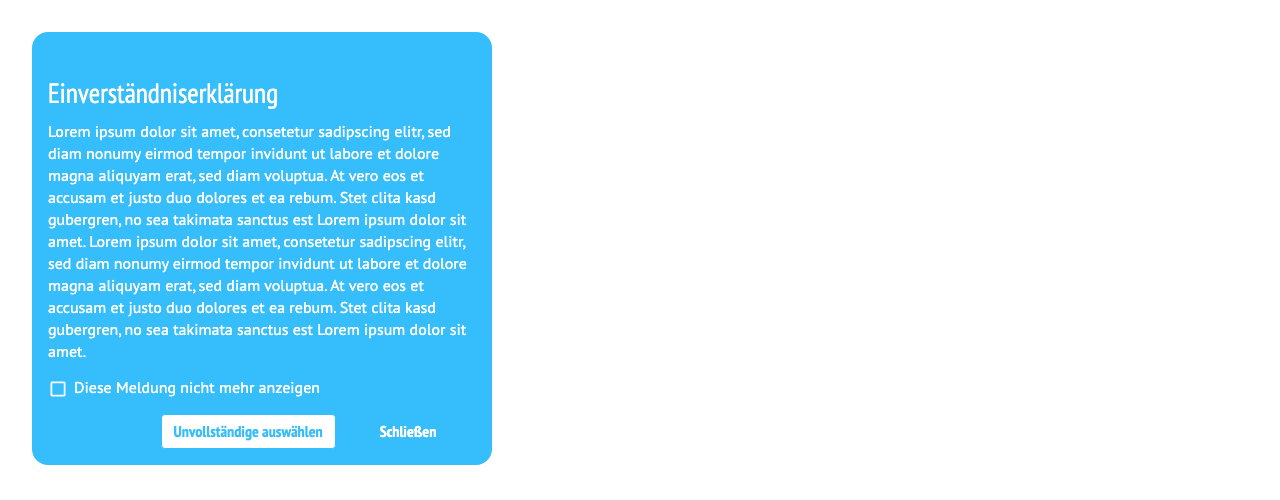 Einverständniserklärung
Lorem ipsum dolor sit amet, consetetur sadipscing elitr, sed
diam nonumy eirmod tempor invidunt ut labore et dolore
magna aliquyam erat, sed diam voluptua. At vero eos et
accusam et justo duo dolores et ea rebum. Stet clita kasd
gubergren, no sea takimata sanctus est Lorem ipsum dolor sit
amet. Lorem ipsum dolor sit amet, consetetur sadipscing elitr,
sed diam nonumy eirmod tempor invidunt ut labore et dolore
magna aliquyam erat, sed diam voluptua. At vero eos et
accusam et justo duo dolores et ea rebum. Stet clita kasd
gubergren, no sea takimata sanctus est Lorem ipsum dolor sit
amet.
Diese Meldung nicht mehr anzeigen
Unvollständige auswählen
Schließen